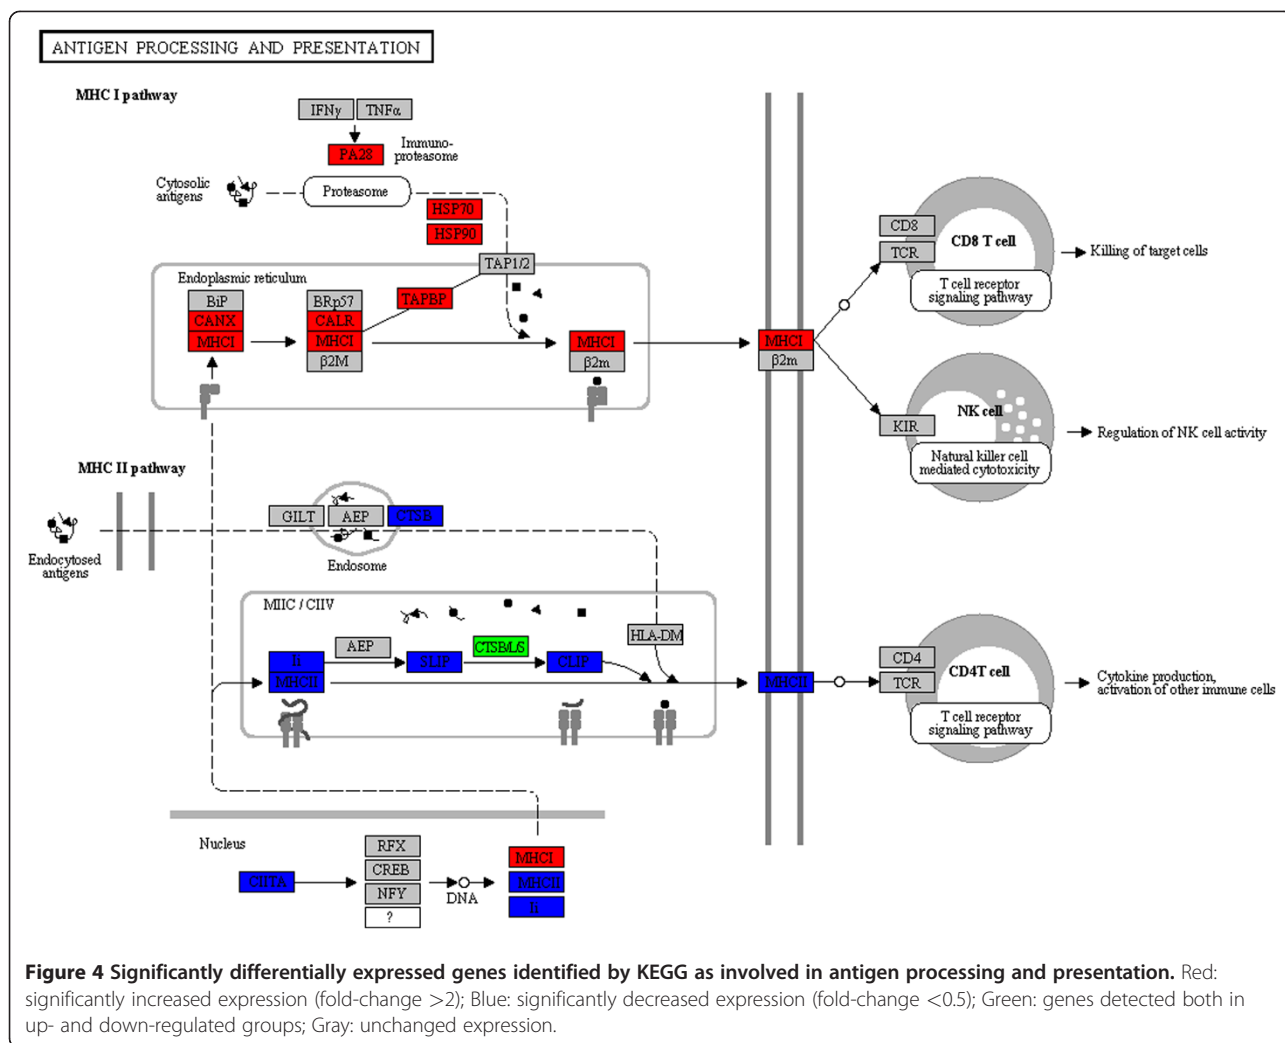 ANTIGEN PROCESSING AND PRESENTATION
MHC I pathway
IFNγ
TNFα
PA28
Immuno-
proteasome
Cytosolic
antigens
Proteasome
HSP70
HSP90
TAP1/2
Endoplasmic reticulum
BiP
CANX
MHCI
BRp57
CALR
MHCI
β2M
TAPBP
MHCI
β2m
MHCI
β2m
CD8
TCR
CD8 T cell
T cell receptor
signaling pathway
Killing of target cells
KIR
NK cell
Natural killer cell
mediated cytotoxicity
Regulation of NK cell activity
MHC II pathway
Endocytosed
antigens
GILT
AEP
CTSB
Endosome
MIIC / CIIV
Ii
MHCII
AEP
SLIP
CTSB/L/S
CLIP
HLA-DM
MHCII
CD4
TCR
CD4T cell
T cell receptor
signaling pathway
Cytokine production,
activation of other immune cells
Nucleus
CIITA
RFX
CREB
NFY
?
DNA
MHCI
MHCII
Ii
Figure 4 Significantly differentially expressed genes identified by KEGG as involved in antigen processing and presentation. Red:
significantly increased expression (fold-change >2); Blue: significantly decreased expression (fold-change <0.5); Green: genes detected both in
up- and down-regulated groups; Gray: unchanged expression.